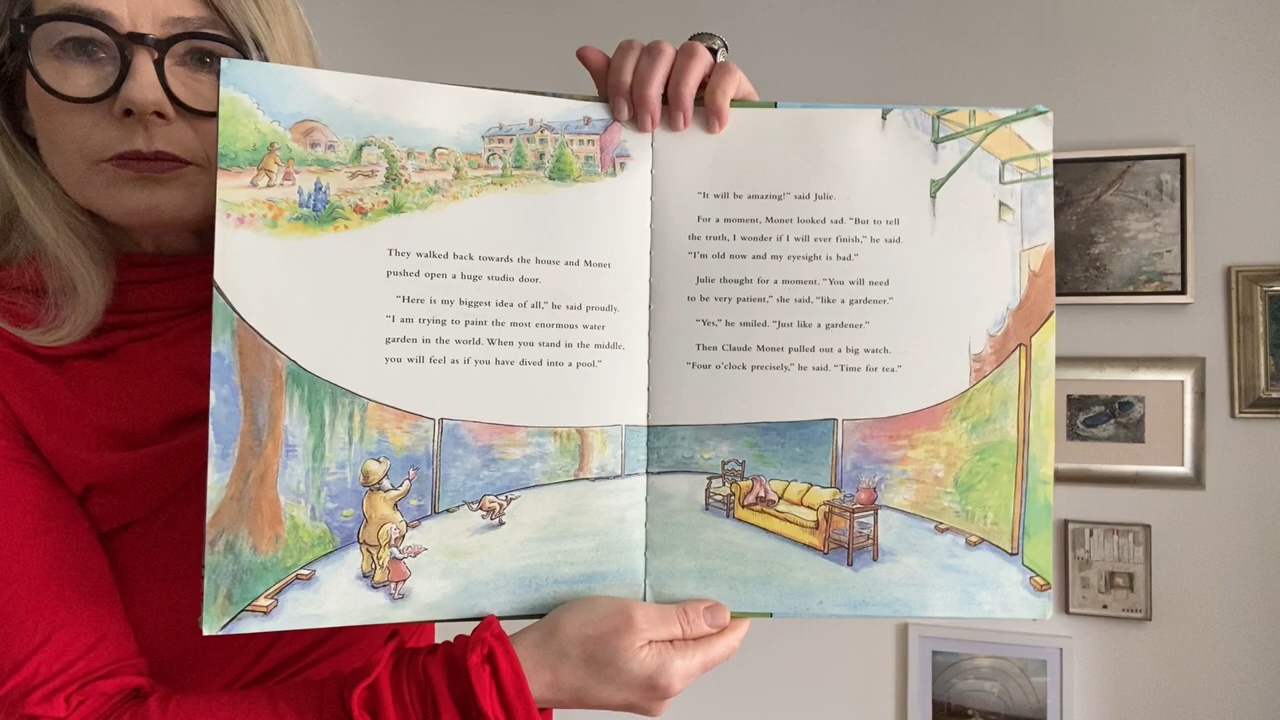 They walked back towards the house and Monet
pushed open a huge studio door.
“Here is my biggest idea of all,” he said proudly.
“I am trying to paint the most enormous water
garden in the world. When you stand in the middle,
you will feel as if you have dived into a pool.”
“It will be amazing!” said Julie.
For a moment, Monet looked sad. “But to tell
the truth, I wonder if I will ever finish,” he said.
“I’m old now and my eyesight is bad.”
Julie thought for a moment. “You will need
to be very patient,” she said, “like a gardener.”
“Yes,” he smiled. “Just like a gardener.”
Then Claude Monet pulled out a big watch.
“Four o’clock precisely,” he said. “Time for tea.”